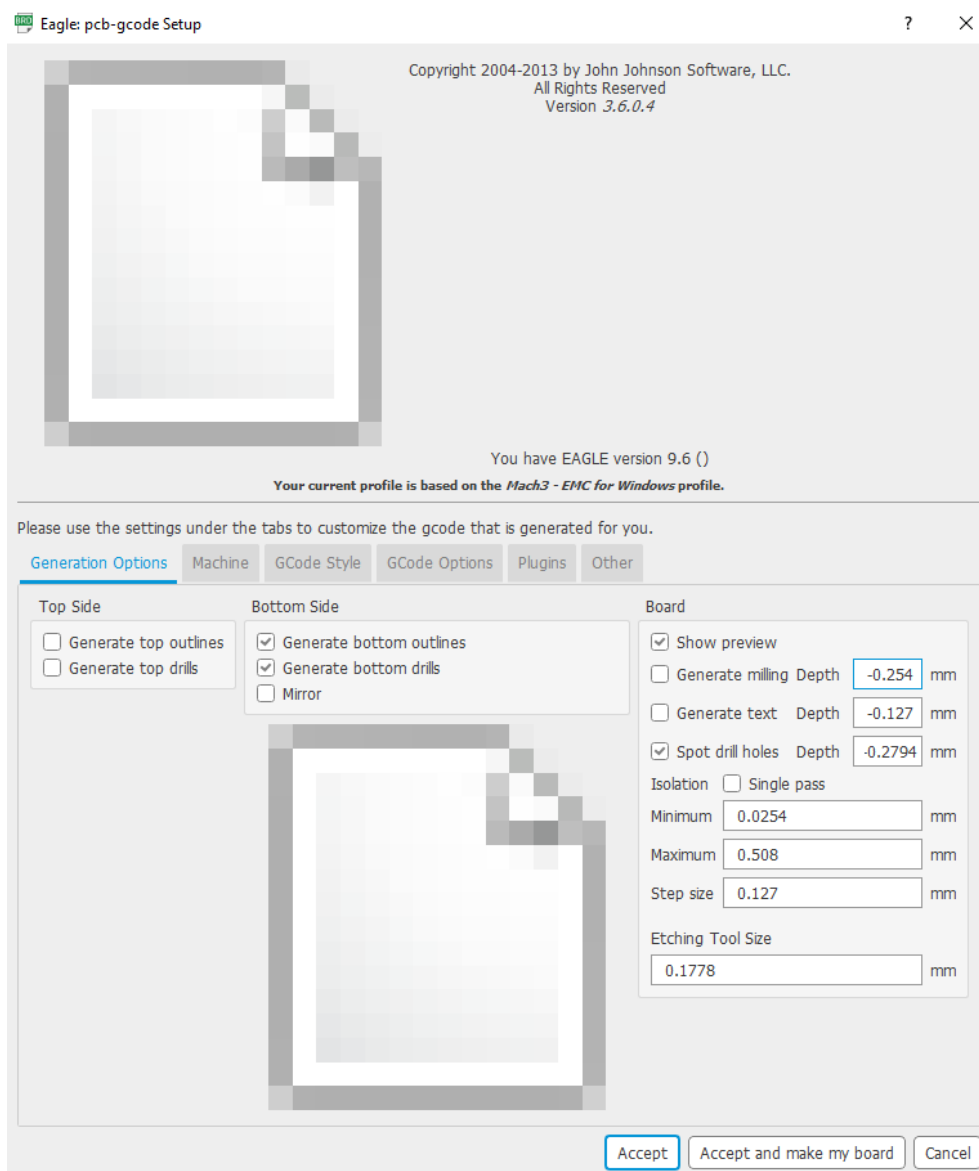 Eagle: pcb-gcode Setup
?
Copyright 2004-2013 by John Johnson Software, LLC.
All Rights Reserved
Version 3.6.0.4
You have EAGLE version 9.6 ()
Your current profile is based on the Mach3 - EMC for Windows profile.
Please use the settings under the tabs to customize the gcode that is generated for you.
Generation Options Machine GCode Style GCode Options Plugins Other
Top Side
Generate top outlines
Generate top drills
Bottom Side
Generate bottom outlines
Generate bottom drills
Mirror
Board
Show preview
Generate milling Depth -0.254 mm
Generate text Depth -0.127 mm
Spot drill holes Depth -0.2794 mm
Isolation Single pass
Minimum 0.0254 mm
Maximum 0.508 mm
Step size 0.127 mm
Etching Tool Size
0.1778 mm
Accept Accept and make my board Cancel